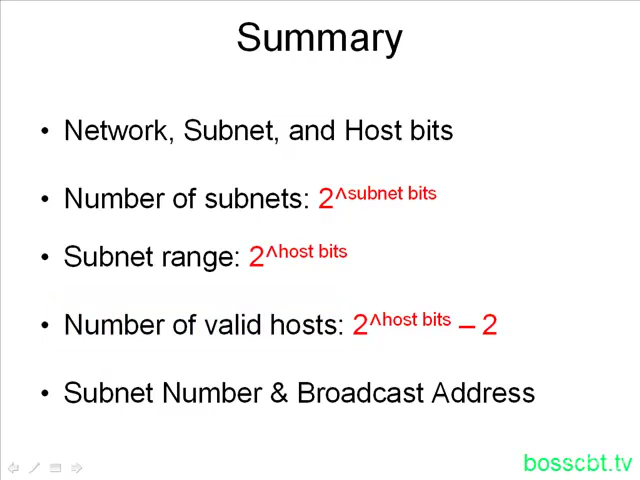 Summary
• Network, Subnet, and Host bits
• Number of subnets: 2^subnet bits
• Subnet range: 2^host bits
• Number of valid hosts: 2^host bits – 2
• Subnet Number & Broadcast Address
bosscbt.tv